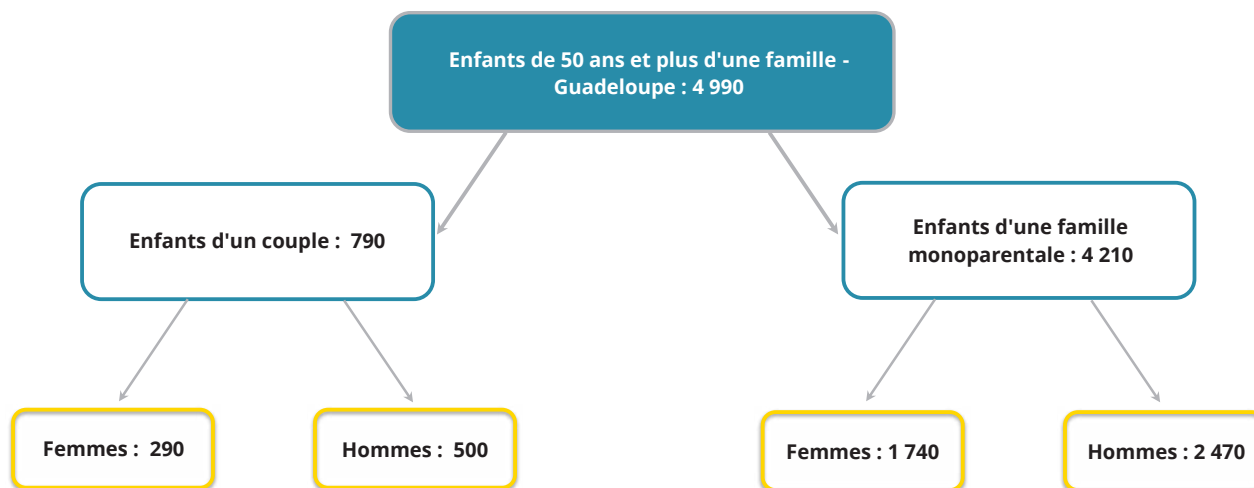 Enfants de 50 ans et plus d'une famille -
Guadeloupe : 4 990
Enfants d'un couple : 790
Enfants d'une famille
monoparentale : 4 210
Femmes : 290
Hommes : 500
Femmes : 1 740
Hommes : 2 470